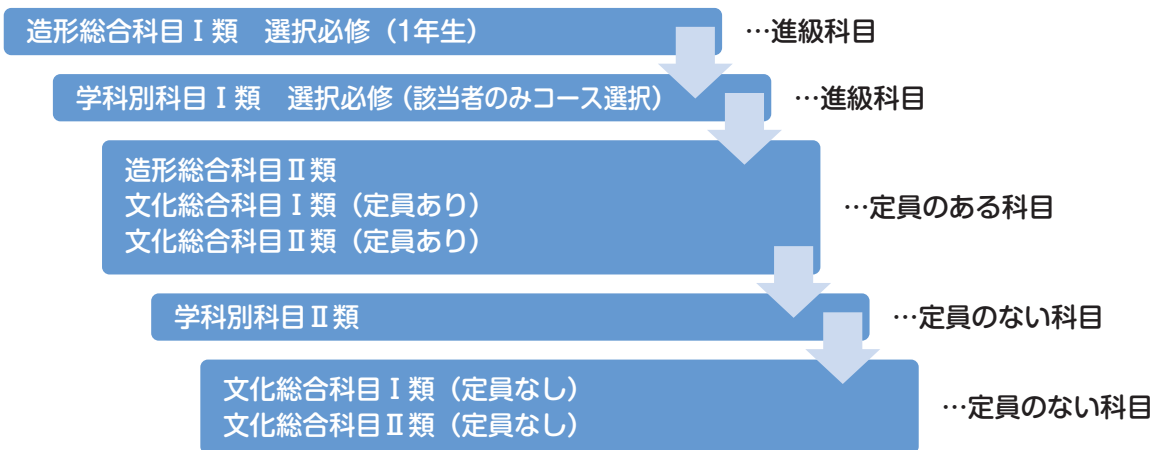 造形総合科目Ⅰ類　選択必修（1年生）　…進級科目
学科別科目Ⅰ類　選択必修（該当者のみコース選択）　…進級科目
造形総合科目Ⅱ類
文化総合科目Ⅰ類（定員あり）　…定員のある科目
文化総合科目Ⅱ類（定員あり）
学科別科目Ⅱ類　…定員のない科目
文化総合科目Ⅰ類（定員なし）
…定員のない科目
文化総合科目Ⅱ類（定員なし）